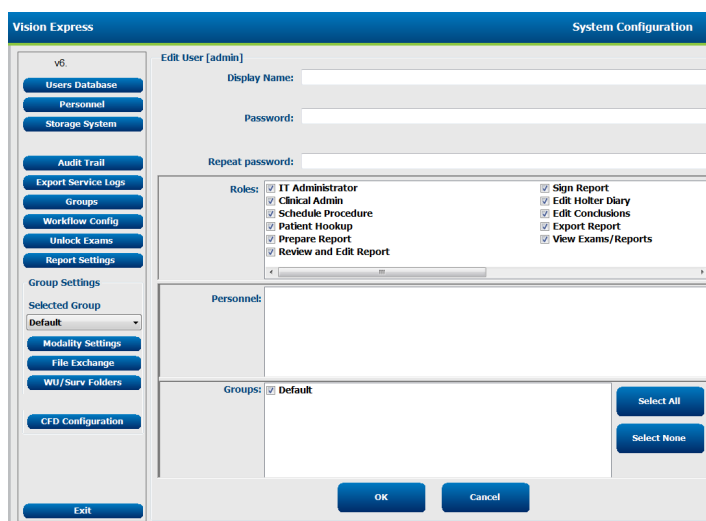 Vision Express
System Configuration
v6.
Users Database
Personnel
Storage System
Audit Trail
Export Service Logs
Groups
Workflow Config
Unlock Exams
Report Settings
Group Settings
Selected Group
Default
Modality Settings
File Exchange
WU/Surv Folders
CFD Configuration
Exit
Edit User [admin]
Display Name:
Password:
Repeat password:
Roles:
IT Administrator
Clinical Admin
Schedule Procedure
Patient Hookup
Prepare Report
Review and Edit Report
Sign Report
Edit Holter Diary
Edit Conclusions
Export Report
View Exams/Reports
Personnel:
Groups:
Default
Select All
Select None
OK
Cancel